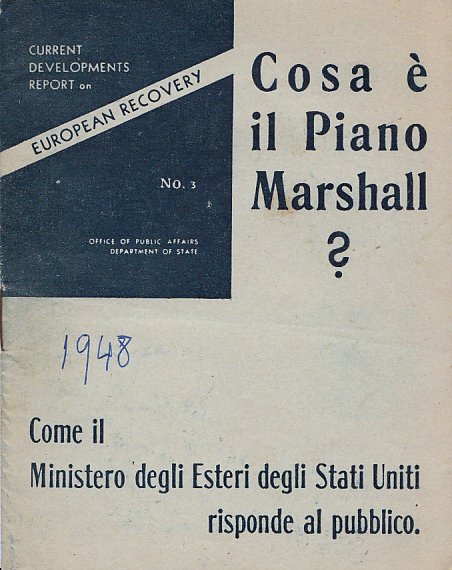 CURRENT
DEVELOPMENTS
REPORT on
EUROPEAN RECOVERY
No. 3
OFFICE OF PUBLIC AFFAIRS
DEPARTMENT OF STATE
Cosa è
il Piano
Marshall
?
1948
Come il
Ministero degli Esteri degli Stati Uniti
risponde al pubblico.